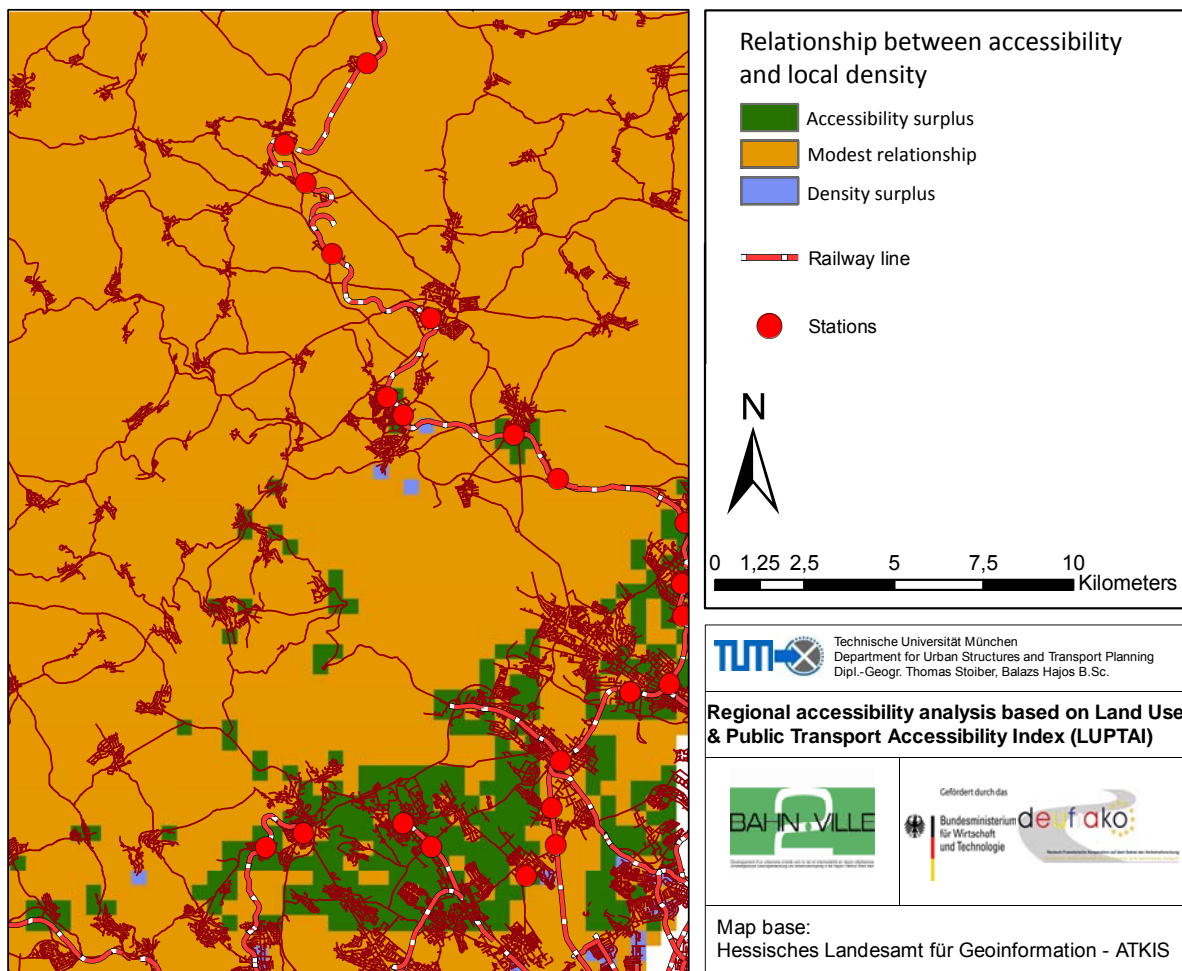 Relationship between accessibility
and local density
Accessibility surplus
Modest relationship
Density surplus
Railway line
Stations
N
0 1,25 2,5 5 7,5 10
Kilometers
TUM
Technische Universität München
Department for Urban Structures and Transport Planning
Dipl.-Geogr. Thomas Stoiber, Balazs Hajos B.Sc.
Regional accessibility analysis based on Land Use
& Public Transport Accessibility Index (LUPTAI)
BAHN.VILLE
2
Gefördert durch das
Bundesministerium
für Wirtschaft
und Technologie
deufrako
Map base:
Hessisches Landesamt für Geoinformation - ATKIS